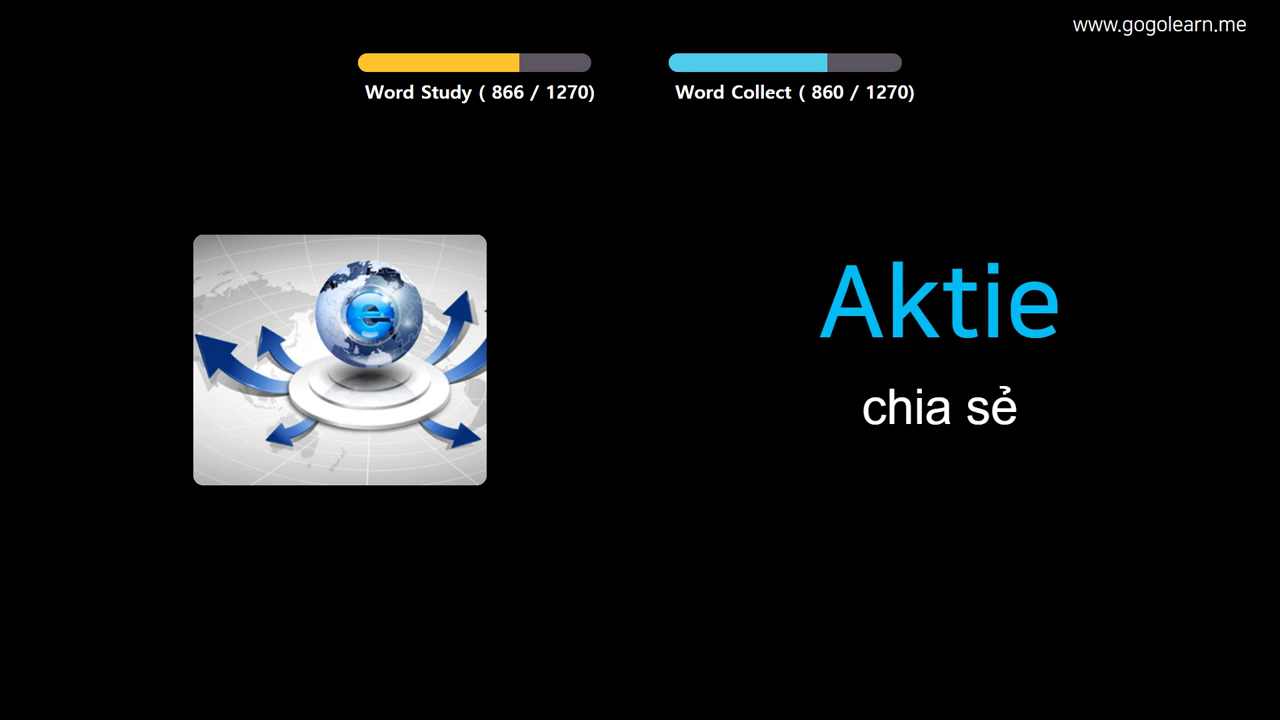 www.gogolearn.me
Word Study ( 866 / 1270)
Word Collect ( 860 / 1270)
e
Aktie
chia sẻ